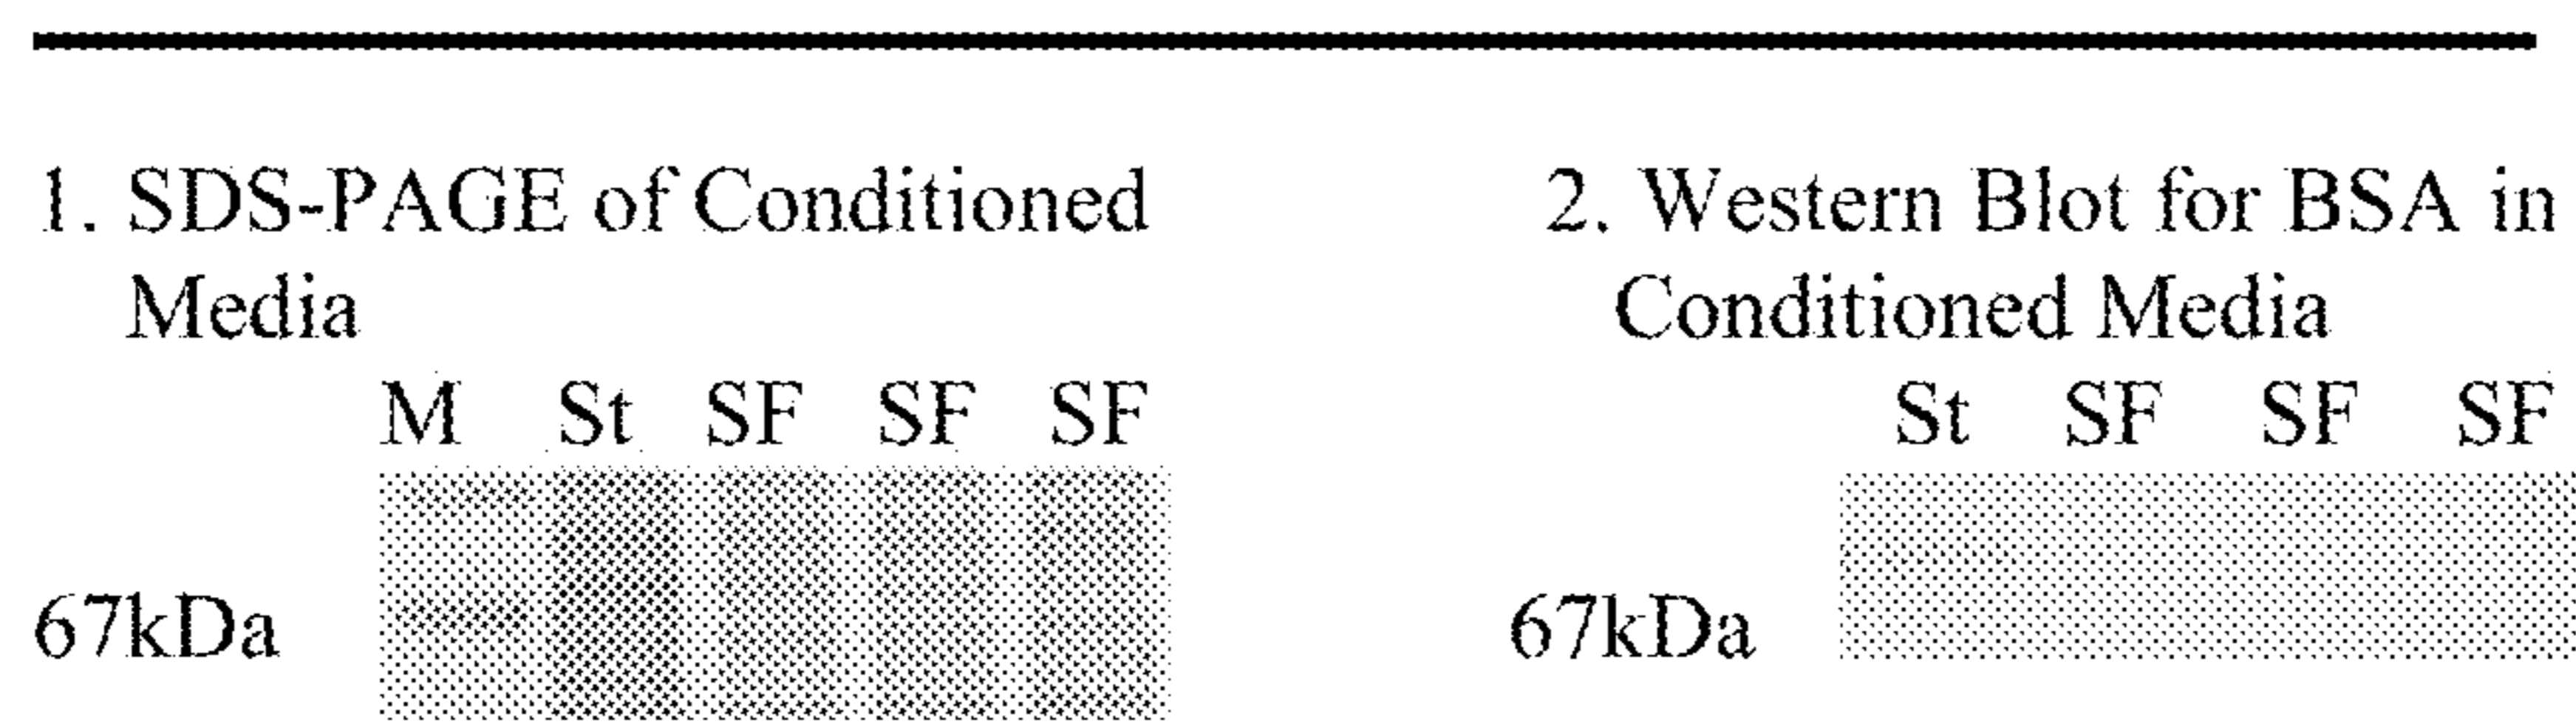 1. SDS-PAGE of Conditioned
Media
M St SF SF SF
67kDa
2. Western Blot for BSA in
Conditioned Media
St SF SF SF
67kDa